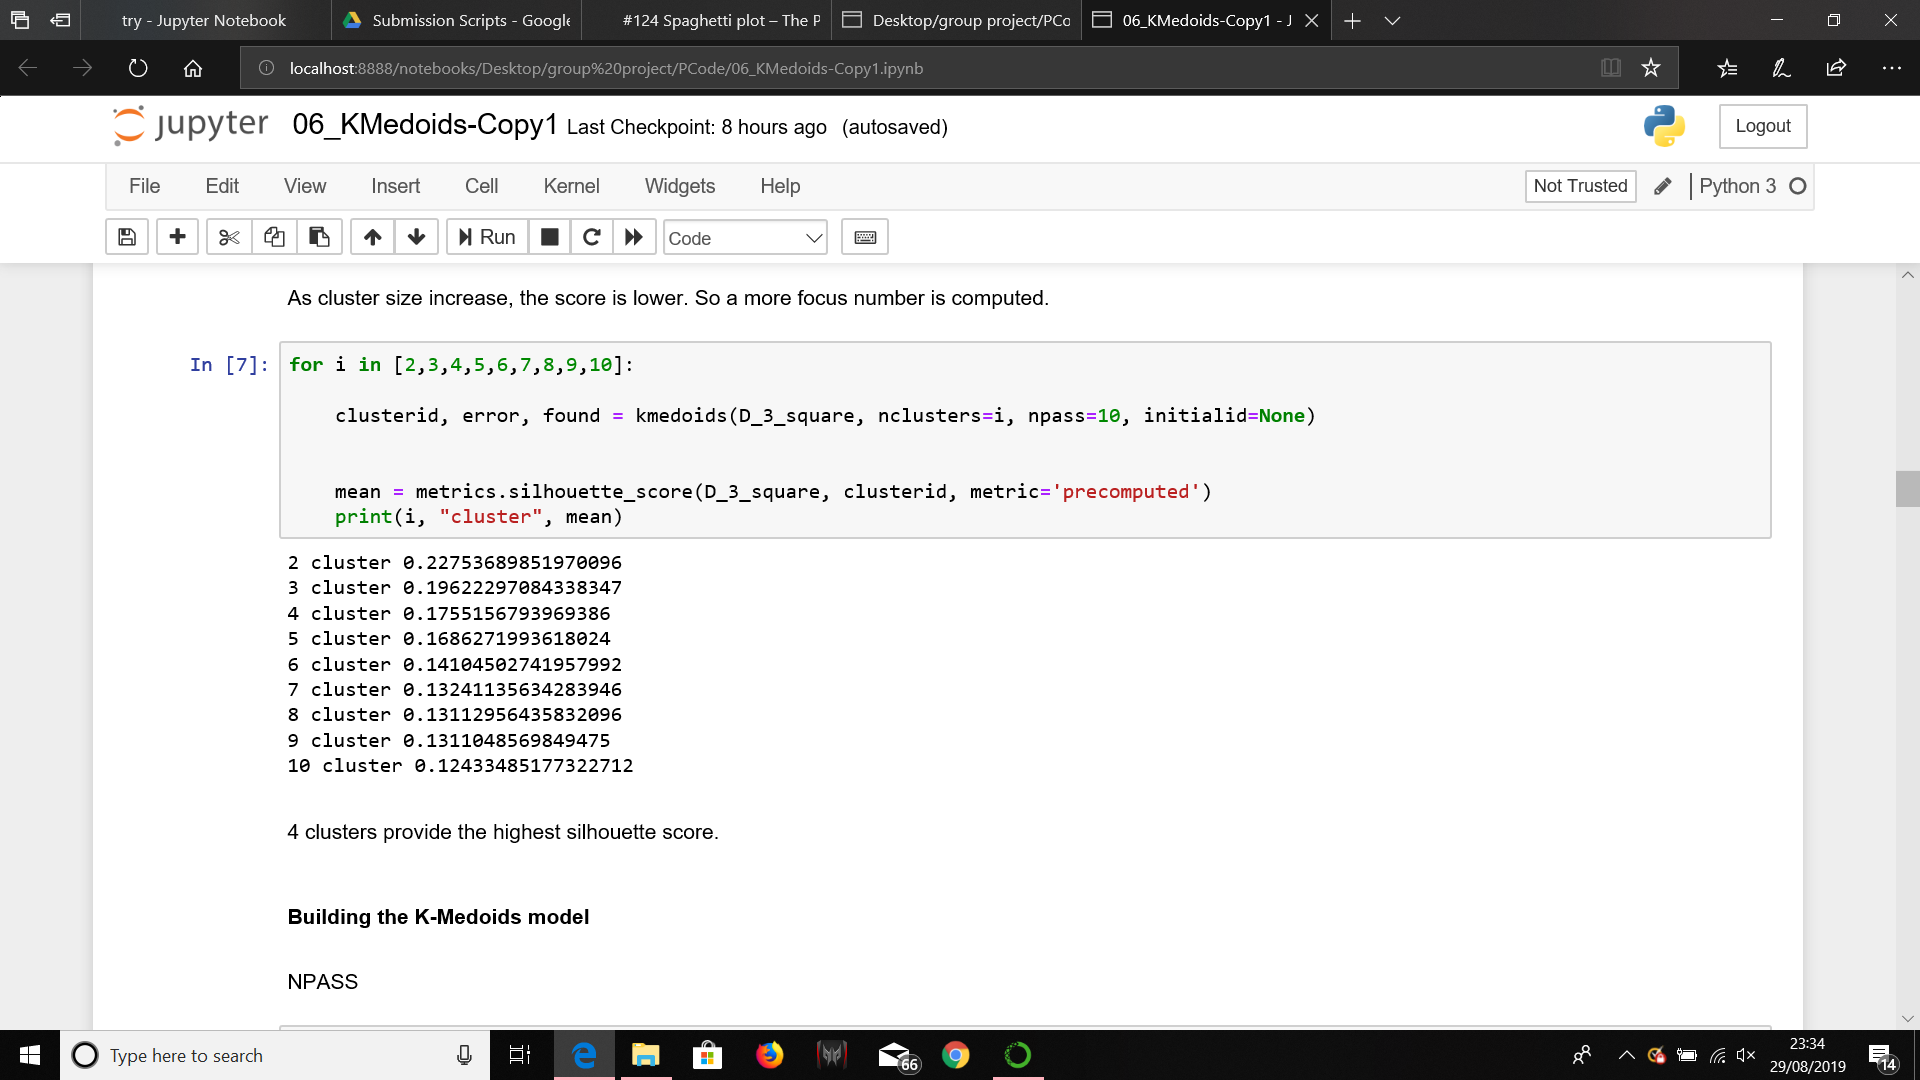 try - Jupyter Notebook
Submission Scripts - Google
#124 Spaghetti plot – The P
Desktop/group project/PCo
06_KMedoids-Copy1 - J
localhost:8888/notebooks/Desktop/group%20project/PCode/06_KMedoids-Copy1.ipynb
jupyter 06_KMedoids-Copy1 Last Checkpoint: 8 hours ago (autosaved)
Logout
File Edit View Insert Cell Kernel Widgets Help
Not Trusted
Python 3
Run
Code
As cluster size increase, the score is lower. So a more focus number is computed.
In [7]: for i in [2,3,4,5,6,7,8,9,10]:
clusterid, error, found = kmedoids(D_3_square, nclusters=i, npass=10, initialid=None)
mean = metrics.silhouette_score(D_3_square, clusterid, metric='precomputed')
print(i, "cluster", mean)
2 cluster 0.22753689851970096
3 cluster 0.19622297084338347
4 cluster 0.1755156793969386
5 cluster 0.1686271993618024
6 cluster 0.14104502741957992
7 cluster 0.13241135634283946
8 cluster 0.13112956435832096
9 cluster 0.1311048569849475
10 cluster 0.12433485177322712
4 clusters provide the highest silhouette score.
Building the K-Medoids model
NPASS
Type here to search
66
23:34
29/08/2019
14